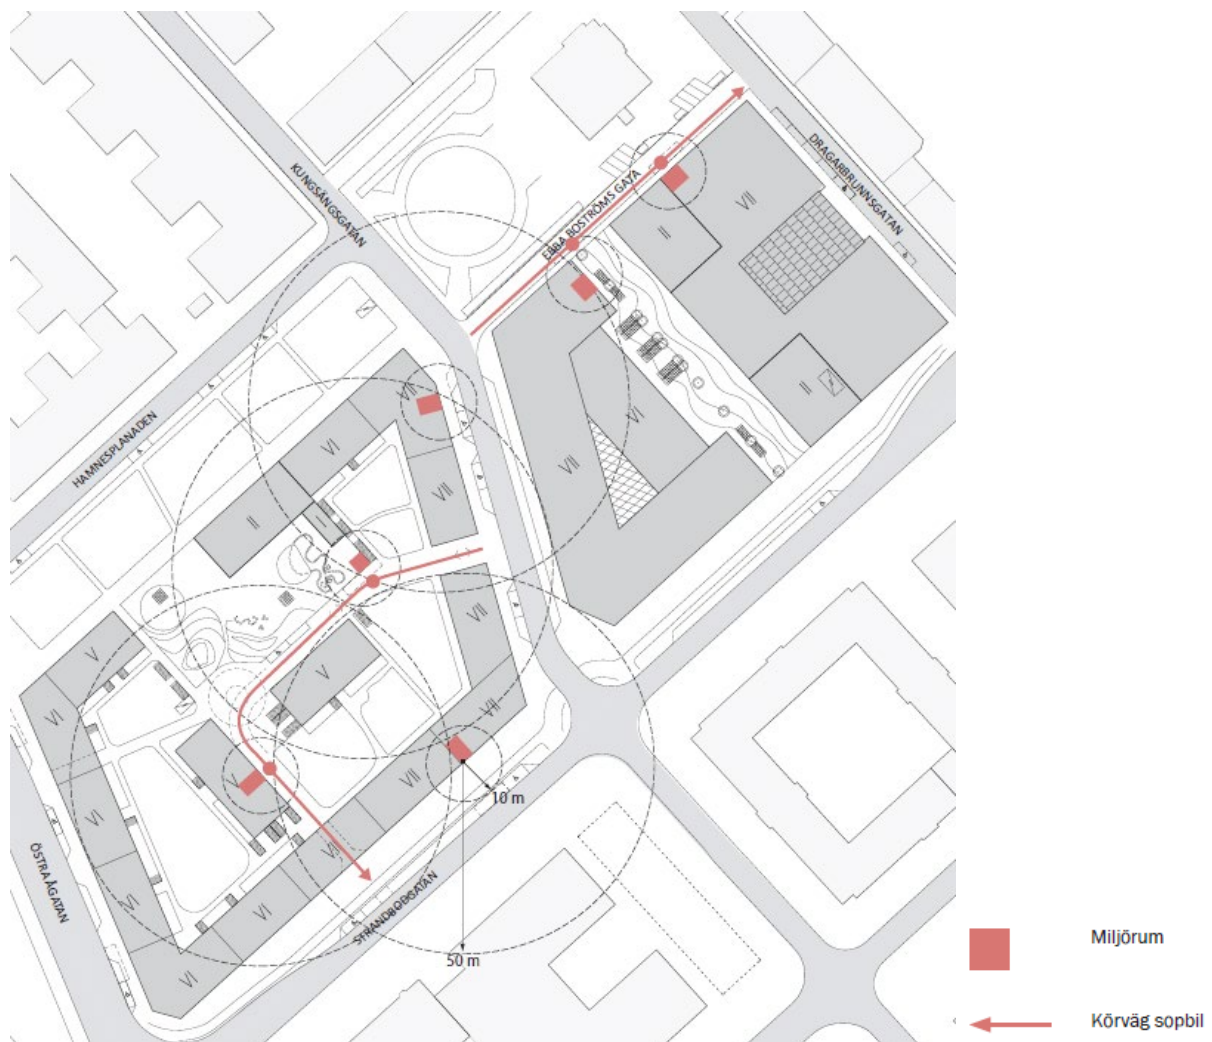 KUNGSÄNGSGATAN
DRAGARBRUNNSGATAN
EBBA BOSTRÖMS GATA
VII
II
VII
VI
VII
II
HAMNESPLANADEN
VI
VII
II
I
VII
V
V
VI
VII
V
VII
10 m
VI
VI
VI
VI
ÖSTRA ÅGATAN
STRANDBODGATAN
VI
50 m
Miljörum
Körväg sopbil